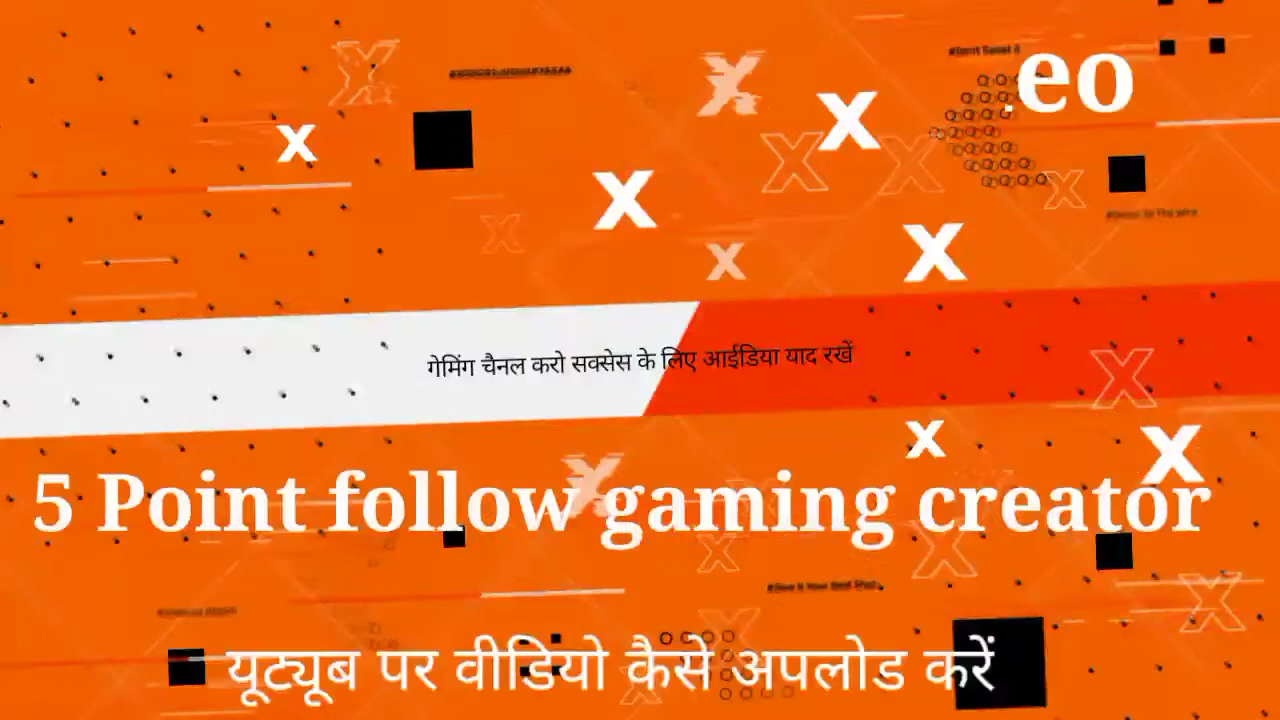 .eo
गेमिंग चैनल करो सक्सेस के लिए आईडिया याद रखें
5 Point follow gaming creator
यूट्यूब पर वीडियो कैसे अपलोड करें